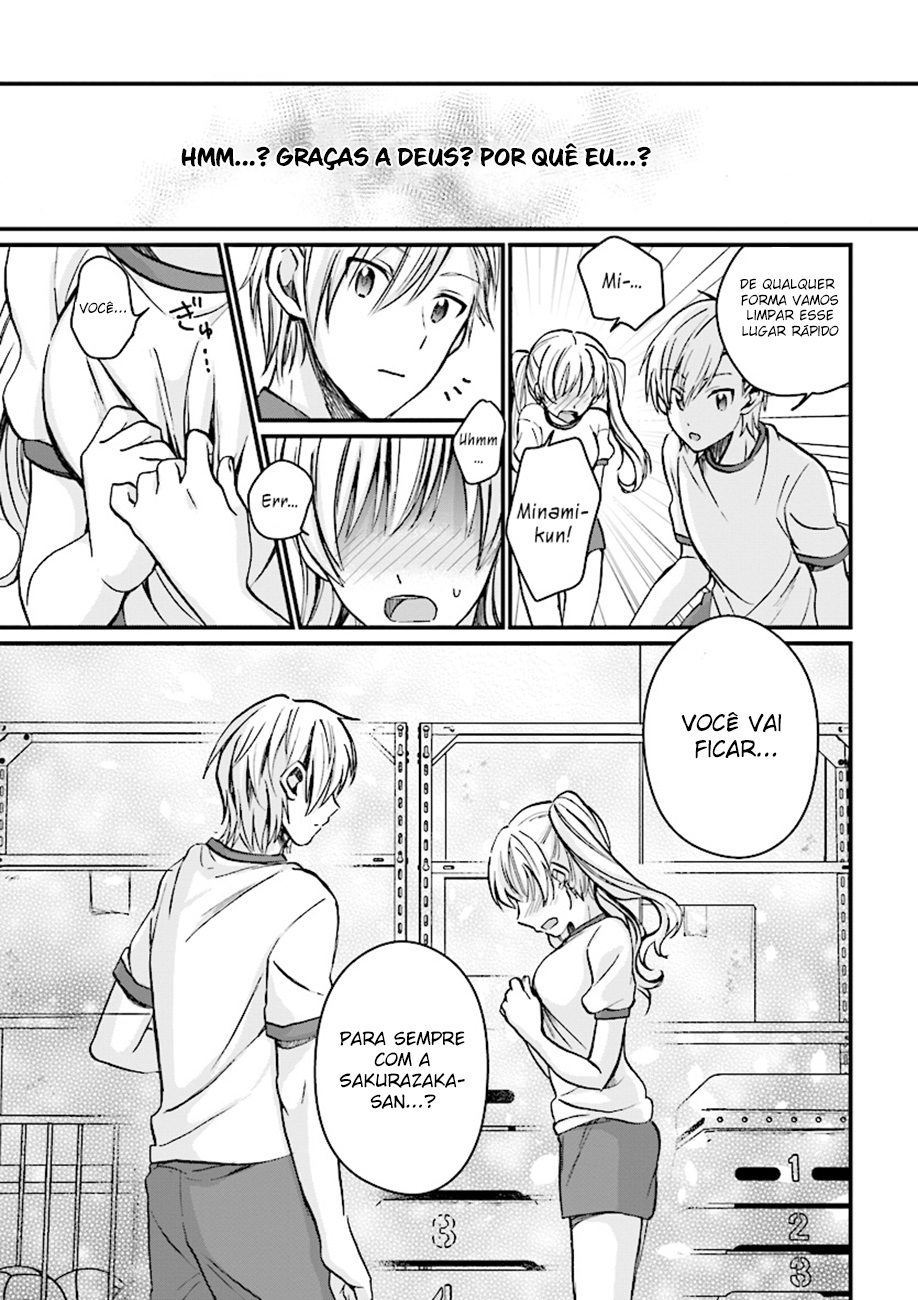 HMM...? GRAÇAS A DEUS? POR QUÊ EU...?
DE QUALQUER
FORMA VAMOS
LIMPAR ESSE
LUGAR RÁPIDO
Mi-...
Minami-
kun!
Uhmm
...
Err...
VOCÊ...
ぎゅ
...
VOCÊ VAI
FICAR...
PARA SEMPRE
COM A
SAKURAZAKA-
SAN...?
1
2
3
3
4